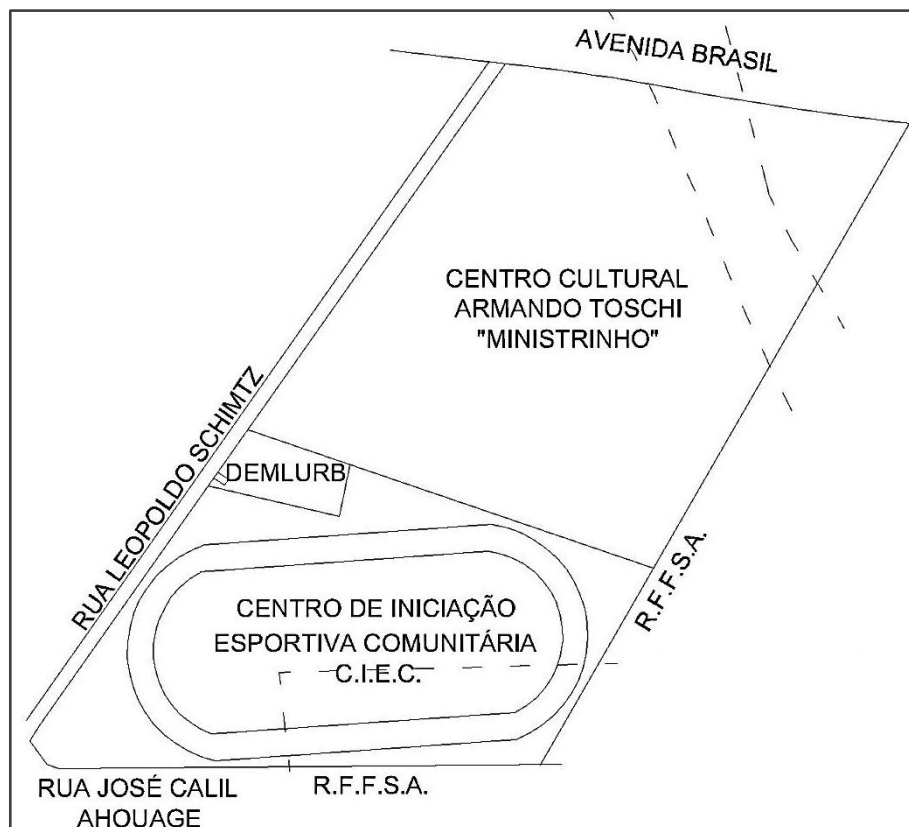 AVENIDA BRASIL
CENTRO CULTURAL
ARMANDO TOSCHI
"MINISTRINHO"
RUA LEOPOLDO SCHIMTZ
DEMLURB
R.F.F.S.A.
CENTRO DE INICIAÇÃO
ESPORTIVA COMUNITÁRIA
C.I.E.C.
RUA JOSÉ CALIL
AHOUAGE
R.F.F.S.A.